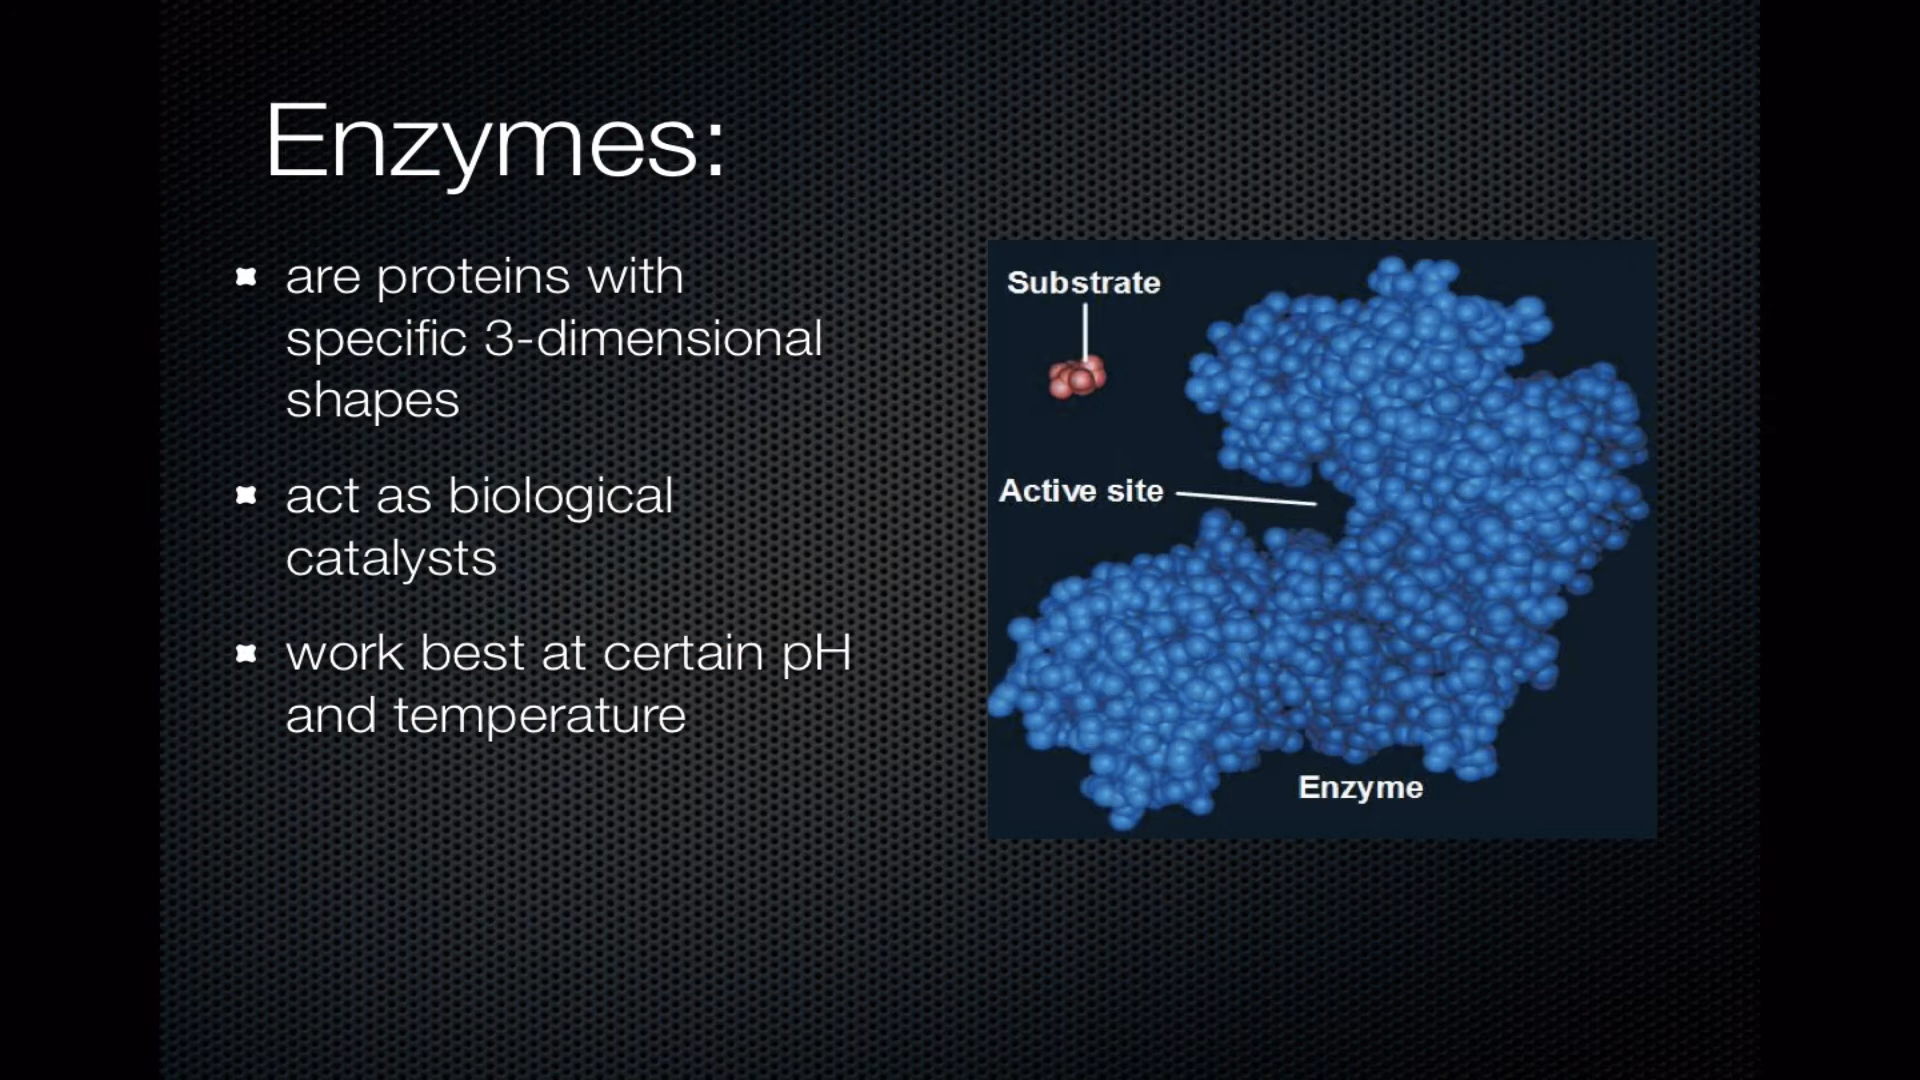 Enzymes:
are proteins with
specific 3-dimensional
shapes
act as biological
catalysts
work best at certain pH
and temperature
Substrate
Active site
Enzyme